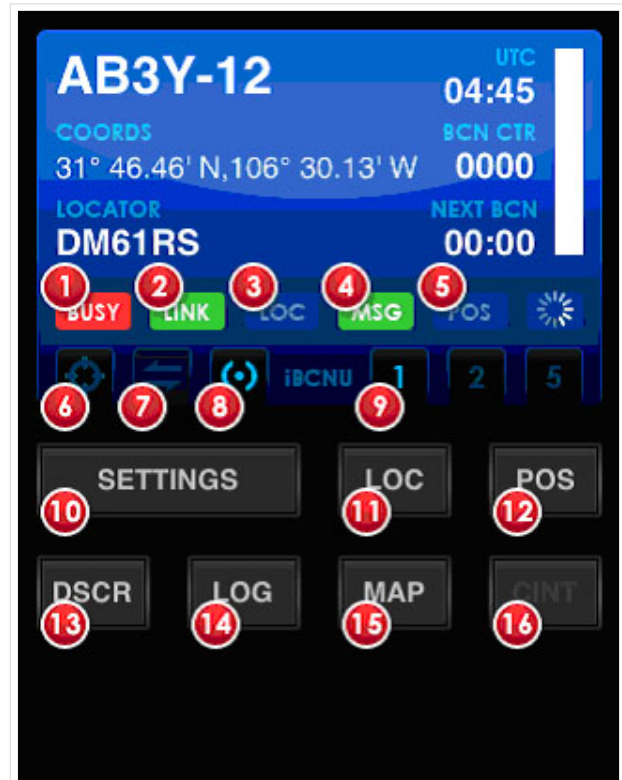 AB3Y-12 UTC
04:45
COORDS BCN CTR
31° 46.46' N,106° 30.13' W 0000
LOCATOR NEXT BCN
DM61RS 00:00
1 2 3 4 5
BUSY LINK LOC MSG POS
iBCNU 1 2 5
6 7 8 9
SETTINGS LOC POS
10 11 12
DSCR LOG MAP CINT
13 14 15 16